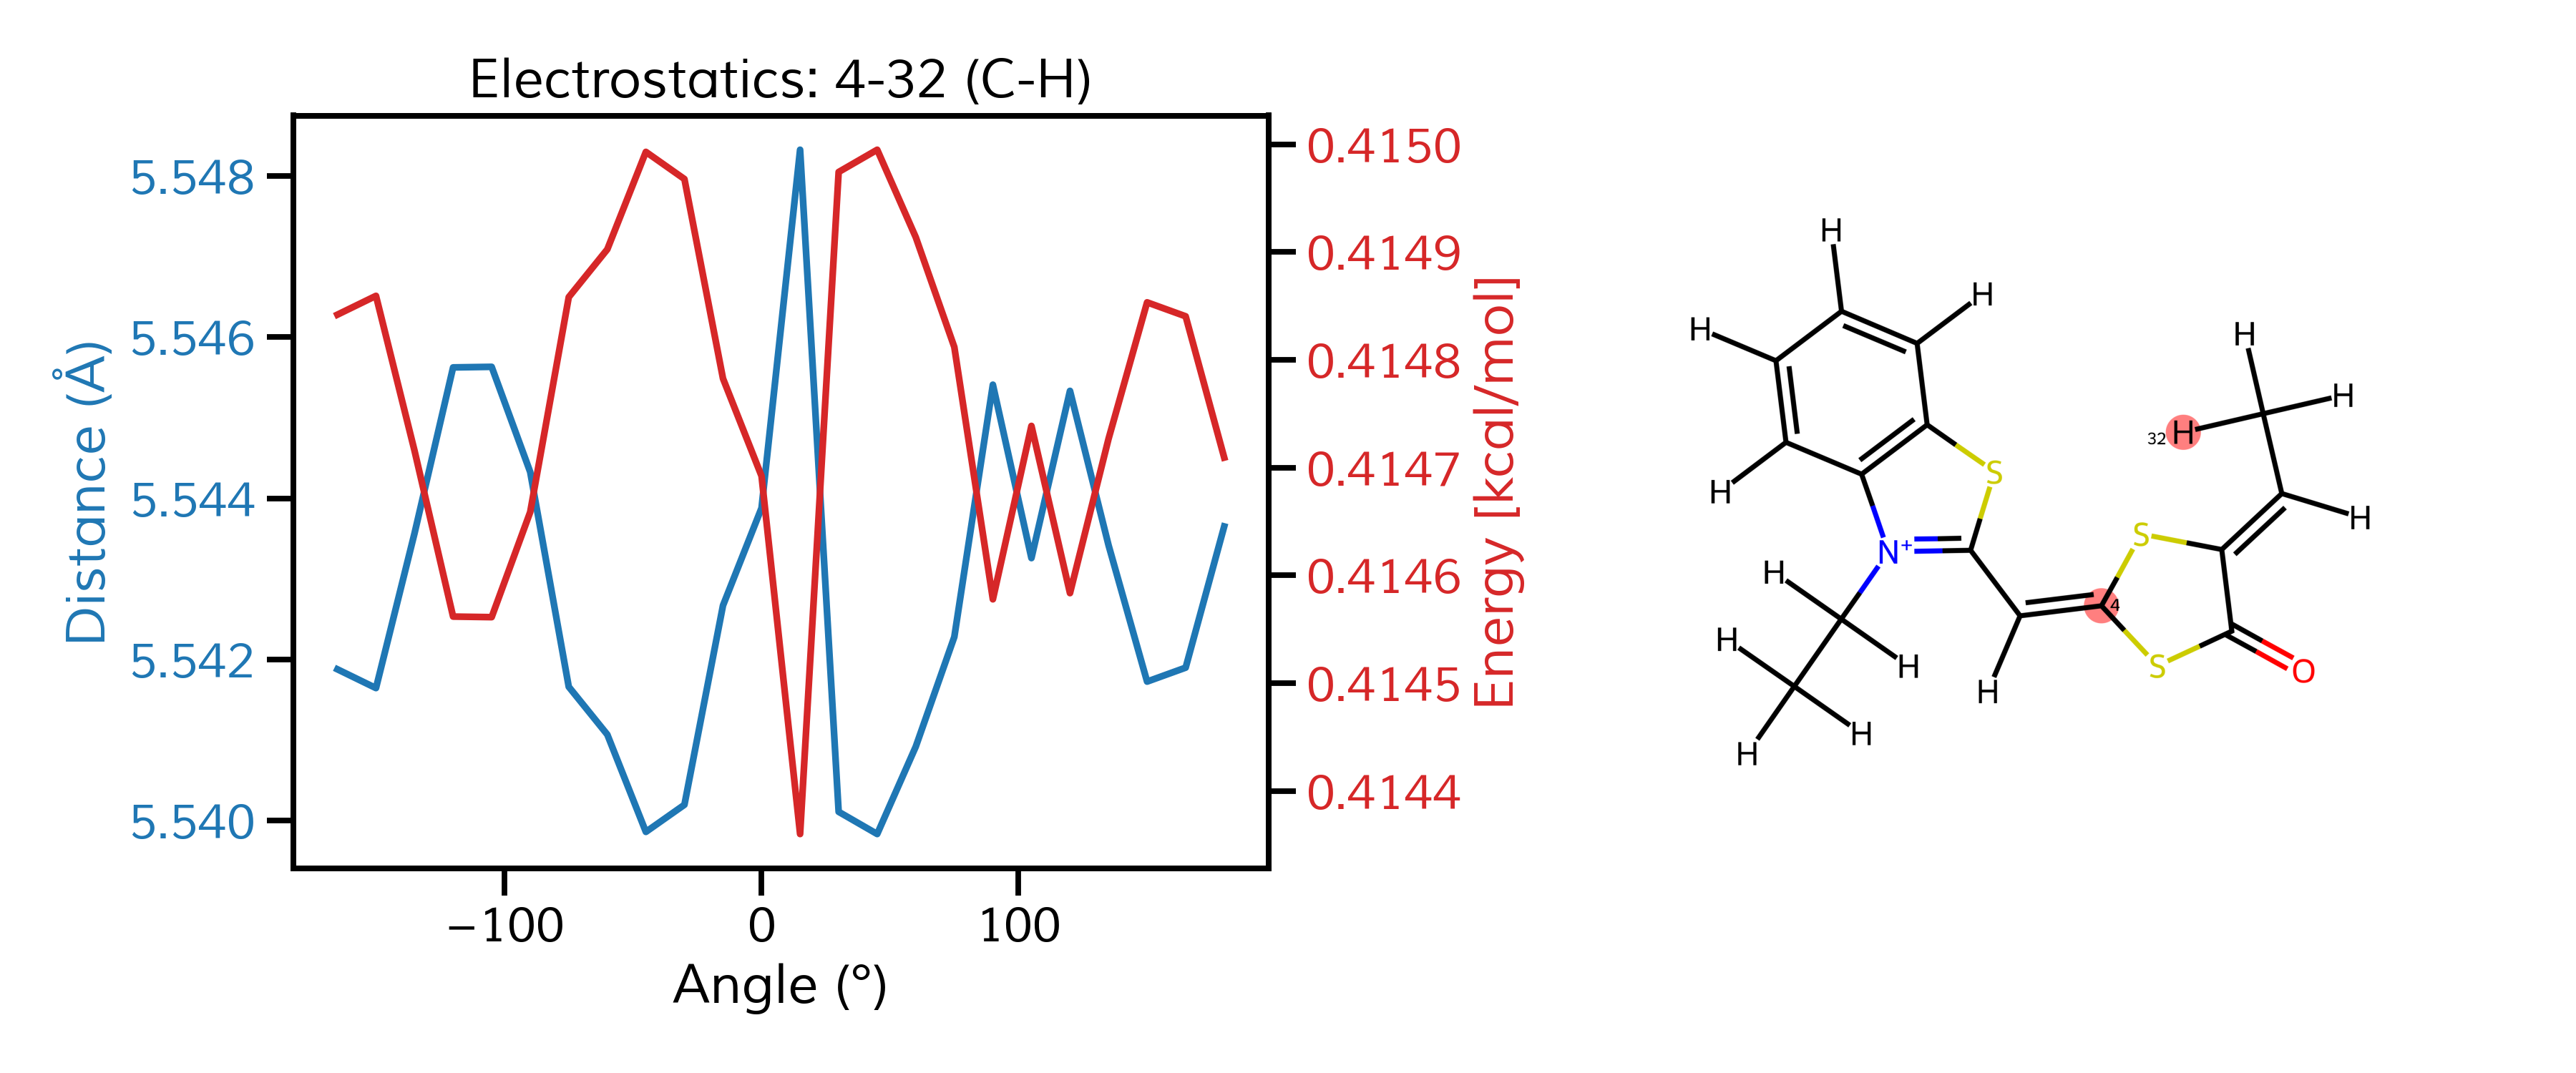 Electrostatics: 4-32 (C-H)
5.548
5.546
5.544
5.542
5.540
Distance (Å)
0.4150
0.4149
0.4148
0.4147
0.4146
0.4145
0.4144
Energy [kcal/mol]
−100 0 100
Angle (°)
H
H
H
H
H
H
32 H
S
H
S
N⁺
H
4
H
H
S
O
H
H
H